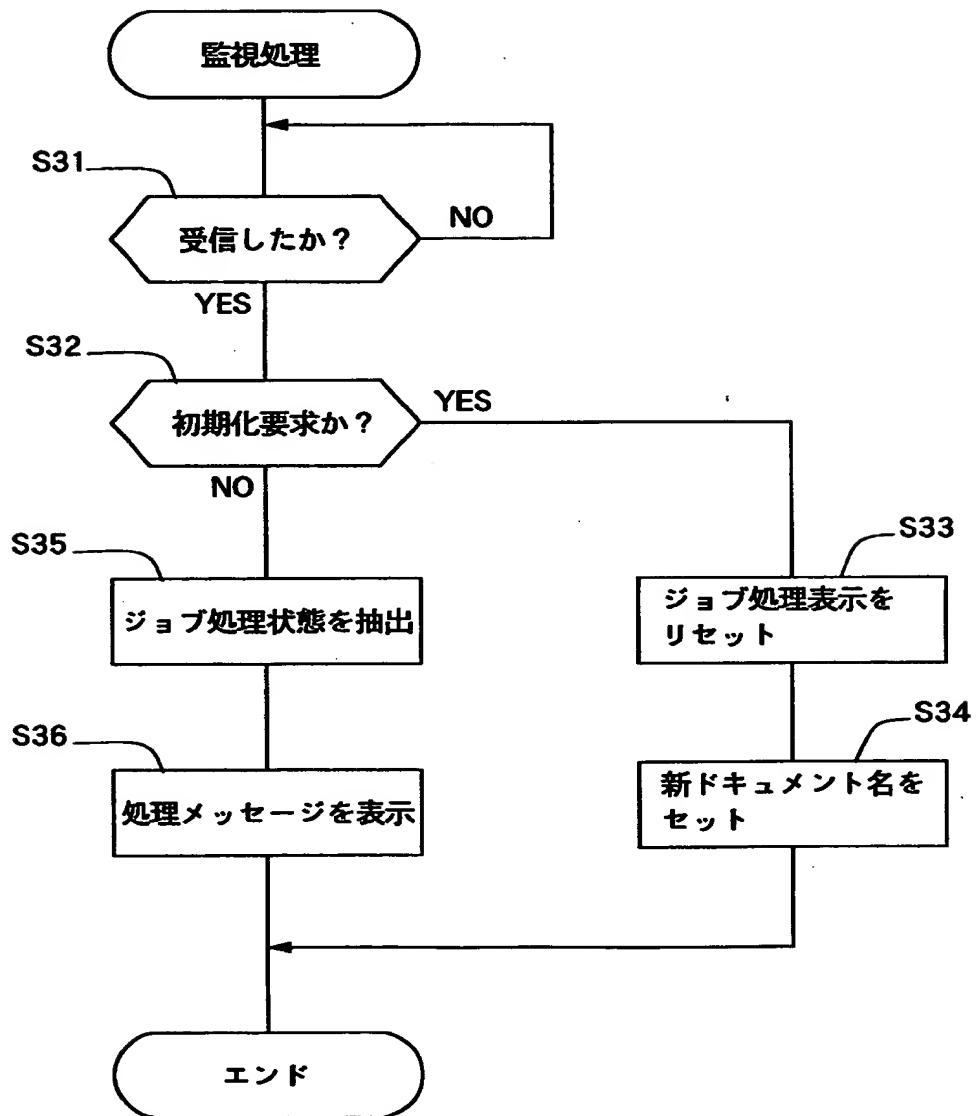 監視処理
S31
受信したか?
NO
YES
S32
初期化要求か?
YES
NO
S35
ジョブ処理状態を抽出
S33
ジョブ処理表示を
リセット
S36
処理メッセージを表示
S34
新ドキュメント名を
セット
エンド